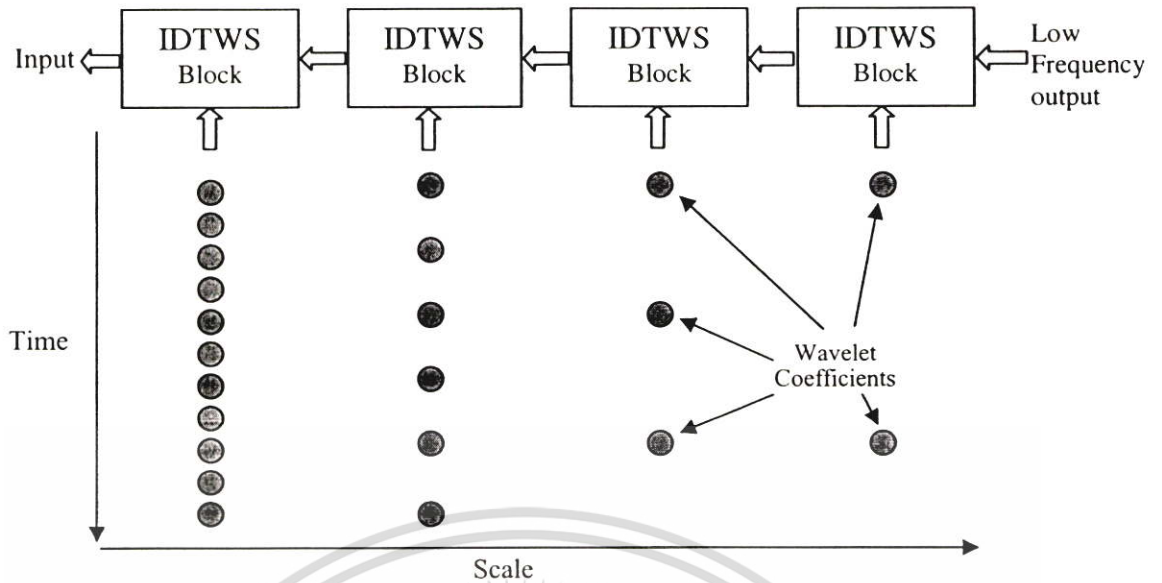 Input
IDTWS
Block
IDTWS
Block
IDTWS
Block
IDTWS
Block
Low
Frequency
output
Time
Wavelet
Coefficients
Scale